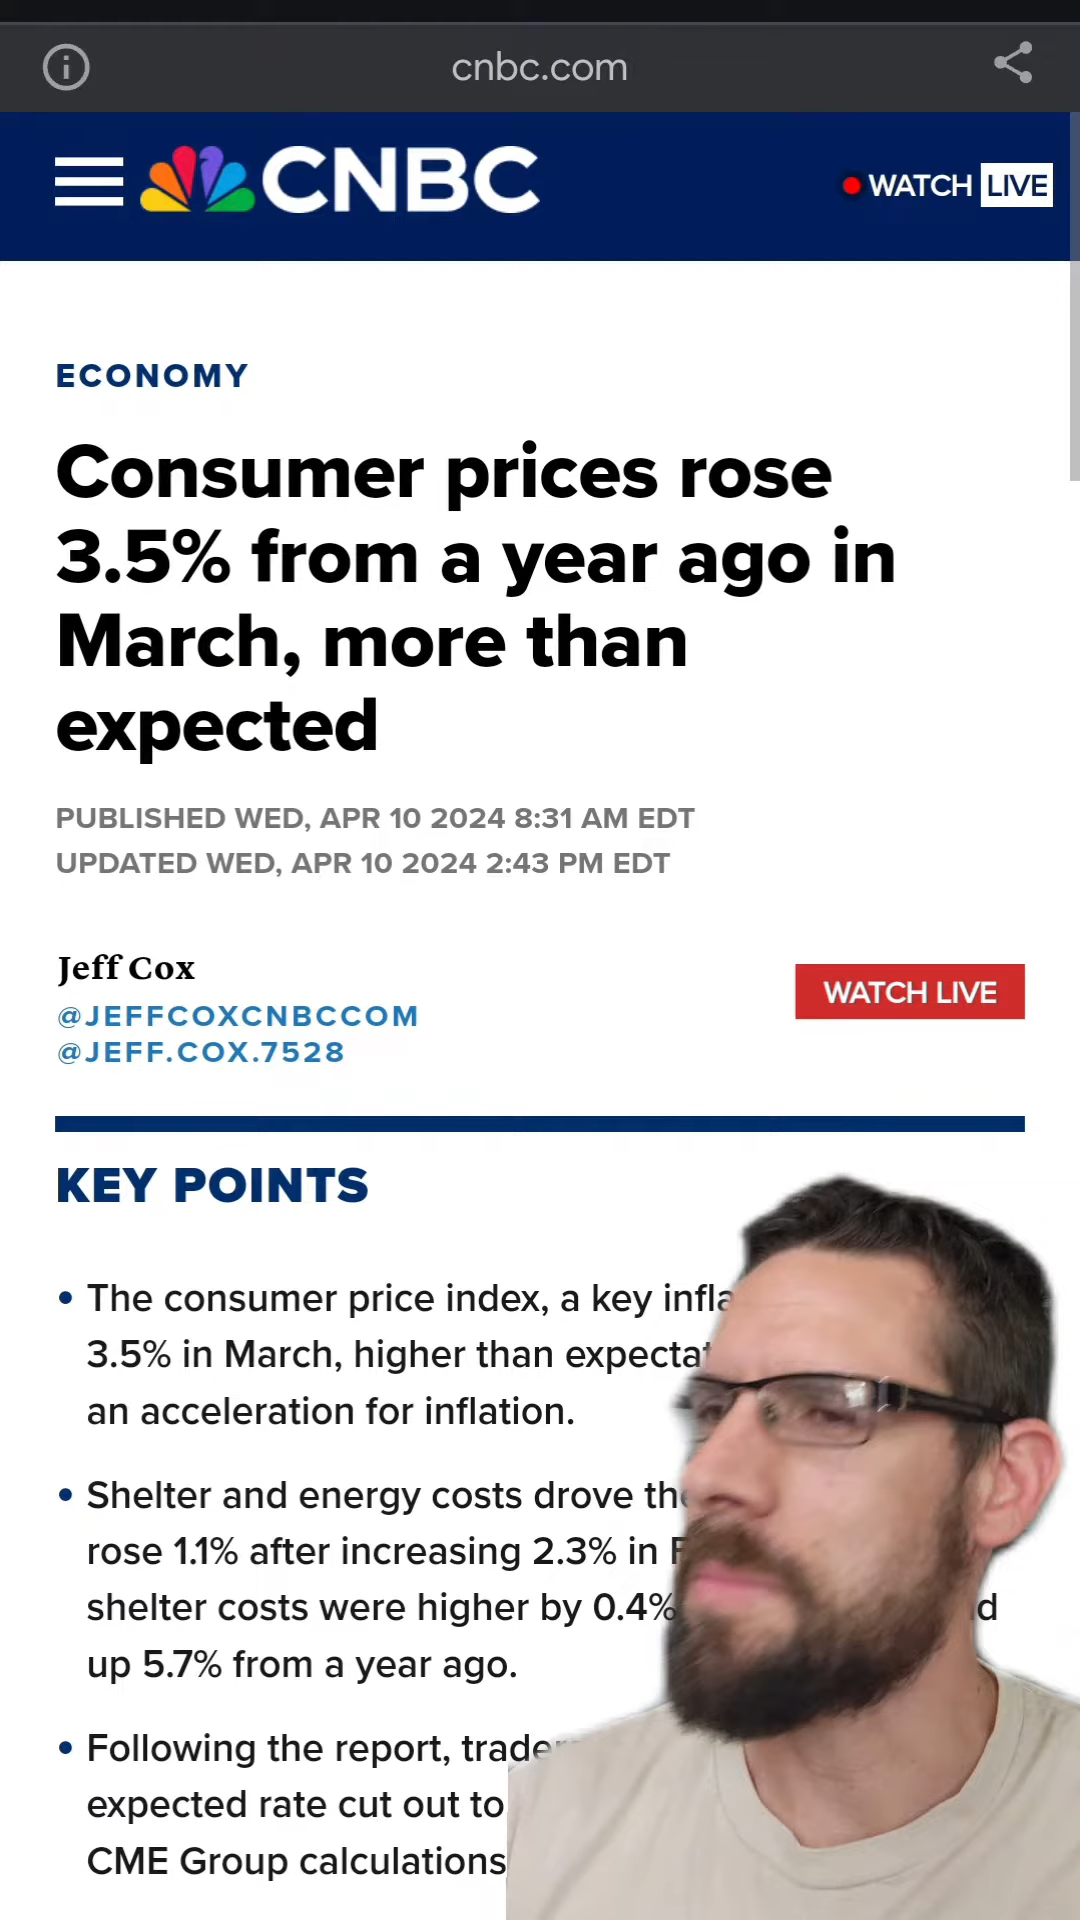 cnbc.com
CNBC
WATCH LIVE
ECONOMY
Consumer prices rose
3.5% from a year ago in
March, more than
expected
PUBLISHED WED, APR 10 2024 8:31 AM EDT
UPDATED WED, APR 10 2024 2:43 PM EDT
Jeff Cox
WATCH LIVE
@JEFFCOXCNBCCOM
@JEFF.COX.7528
KEY POINTS
• The consumer price index, a key
3.5% in March, higher than
an acceleration for inflation.
• Shelter and energy costs drove
rose 1.1% after increasing 2.3% in
shelter costs were higher by 0.4%
up 5.7% from a year ago.
• Following the report,
expected rate cut out to
CME Group calculations